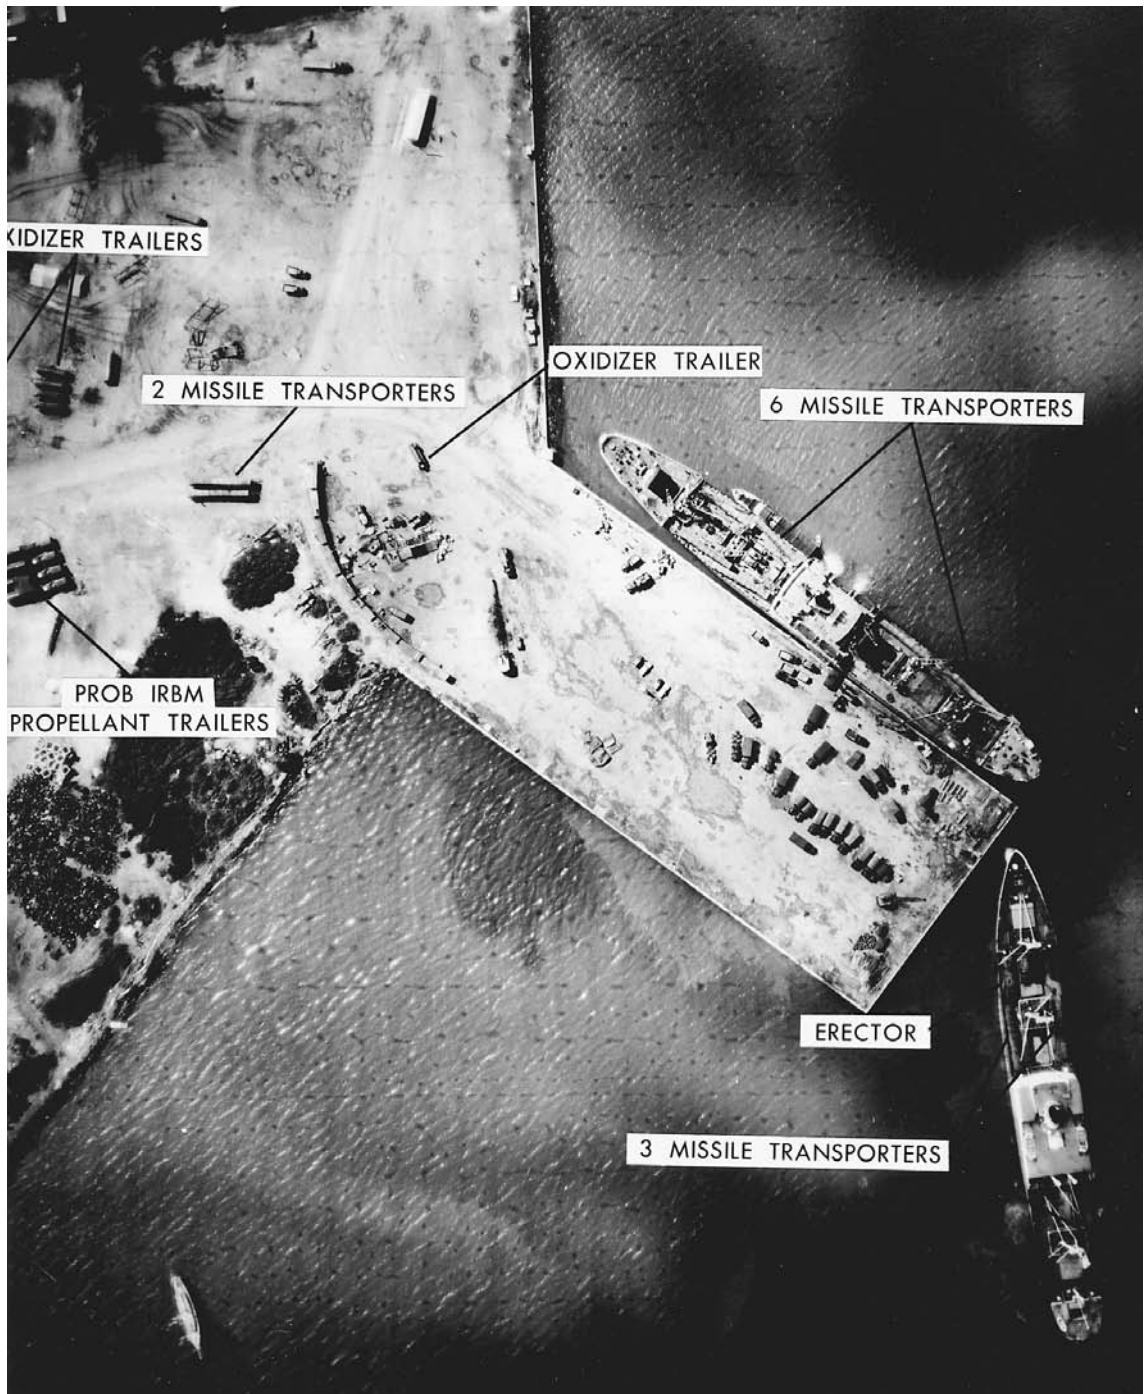 XIDIZER TRAILERS
OXIDIZER TRAILER
2 MISSILE TRANSPORTERS
6 MISSILE TRANSPORTERS
PROB IRBM
PROPELLANT TRAILERS
ERECTOR
3 MISSILE TRANSPORTERS